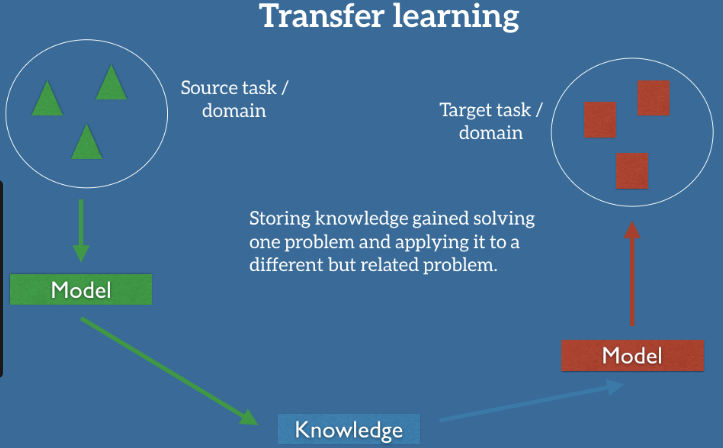 Transfer learning
Source task /
domain
Target task /
domain
Storing knowledge gained solving
one problem and applying it to a
different but related problem.
Model
Model
Knowledge